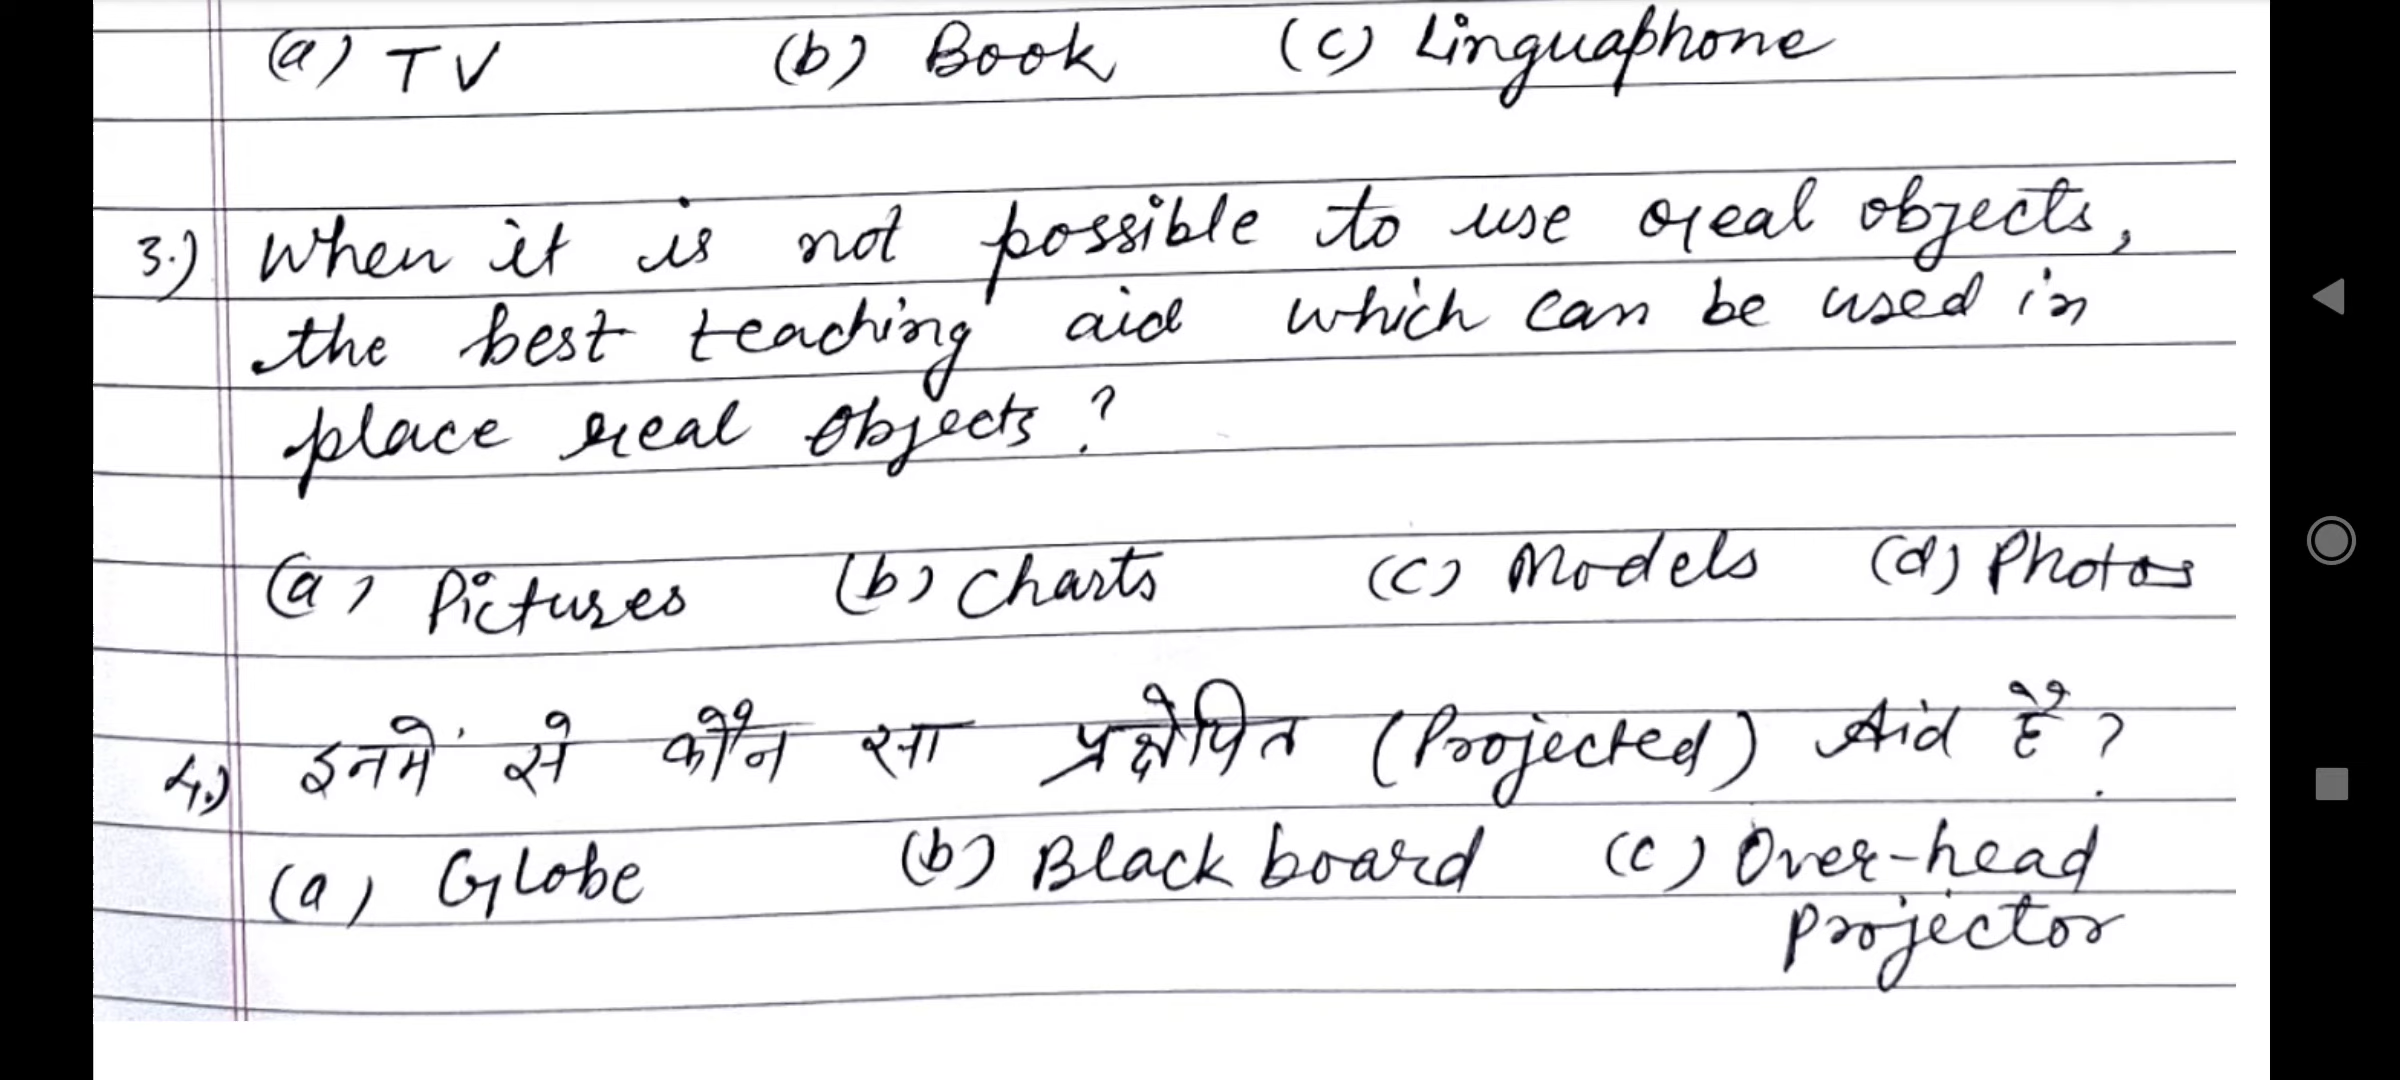 (a) TV (b) Book (c) Linguaphone
3.) When it is not possible to use real objects,
the best teaching aid which can be used in
place real objects?
(a) Pictures (b) Charts (c) Models (d) Photos
4.) इनमें से कौन सा प्रक्षेपित (Projected) Aid है?
(a) Globe (b) Black board (c) Over-head
Projector